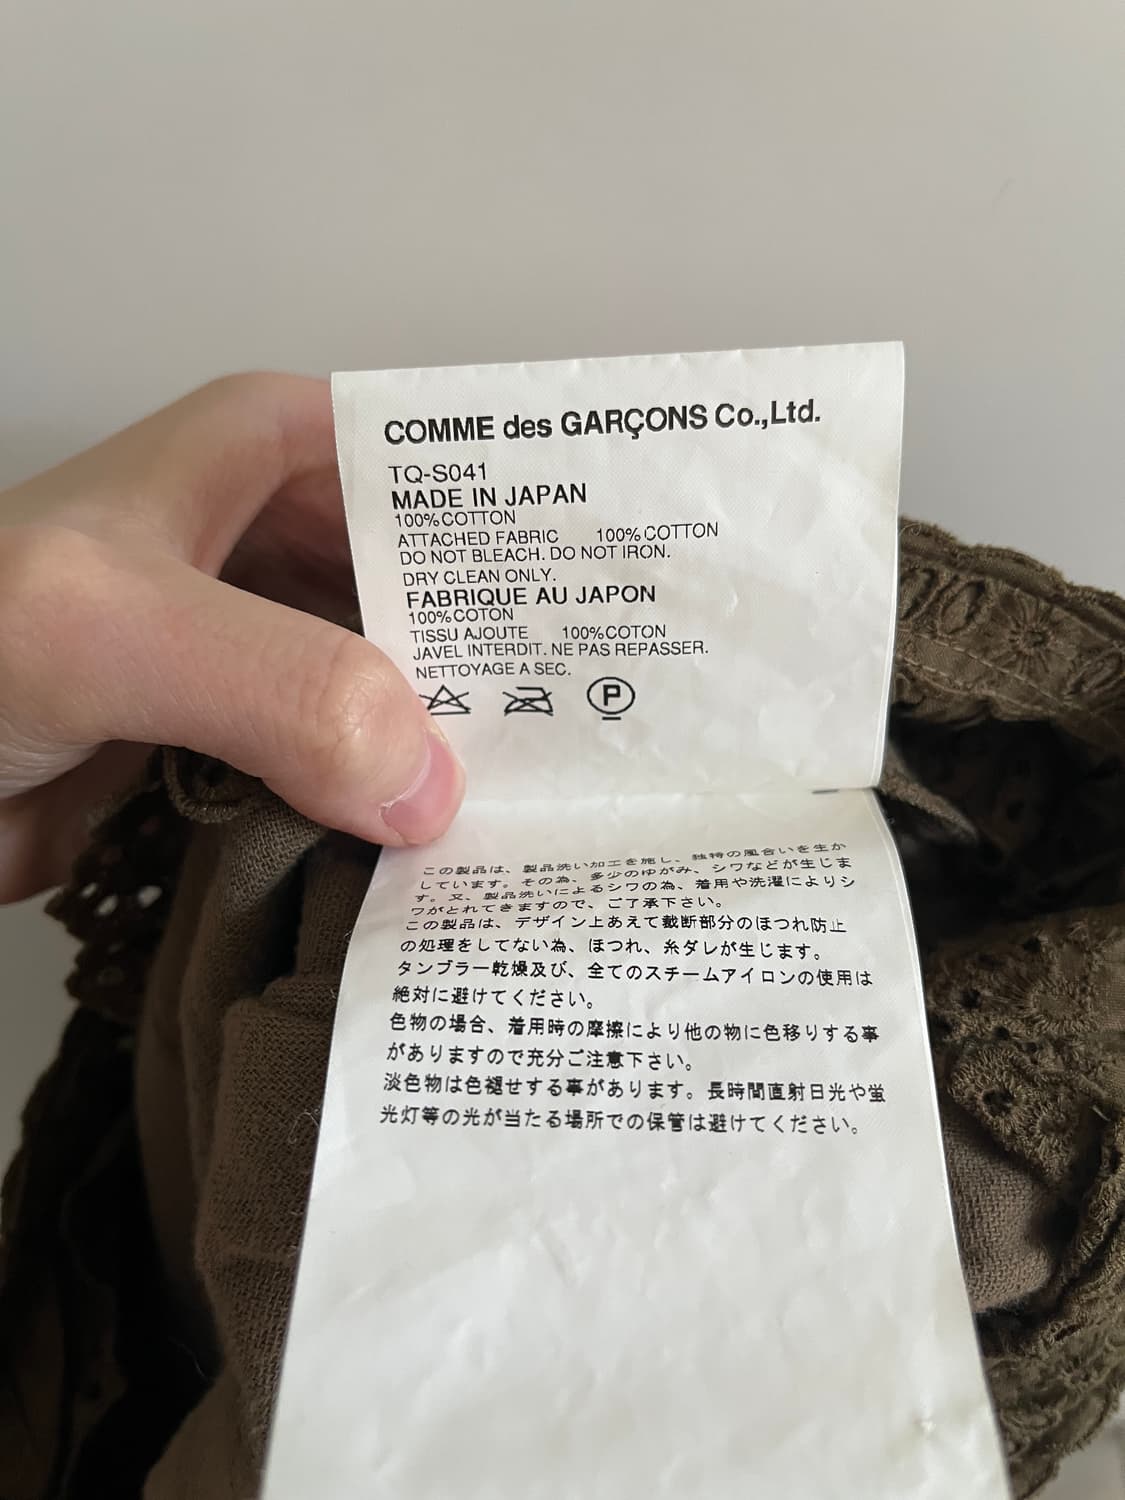 COMME des GARÇONS Co.,Ltd.
TQ-S041
MADE IN JAPAN
100%COTTON
ATTACHED FABRIC 100%COTTON
DO NOT BLEACH. DO NOT IRON.
DRY CLEAN ONLY.
FABRIQUE AU JAPON
100%COTON
TISSU AJOUTE 100%COTON
JAVEL INTERDIT. NE PAS REPASSER.
NETTOYAGE A SEC.
P
この製品は、製品洗い加工を施し、独特の風合いを生か
しています。その為、多少のゆがみ、シワなどが生じま
す。又、製品洗いによるシワの為、着用や洗濯によりシ
ワがとれてきますので、ご了承下さい。
この製品は、デザイン上あえて裁断部分のほつれ防止
の処理をしてない為、ほつれ、糸ダレが生じます。
タンブラー乾燥及び、全てのスチームアイロンの使用は
絶対に避けてください。
色物の場合、着用時の摩擦により他の物に色移りする事
がありますので充分ご注意下さい。
淡色物は色褪せする事があります。長時間直射日光や蛍
光灯等の光が当たる場所での保管は避けてください。